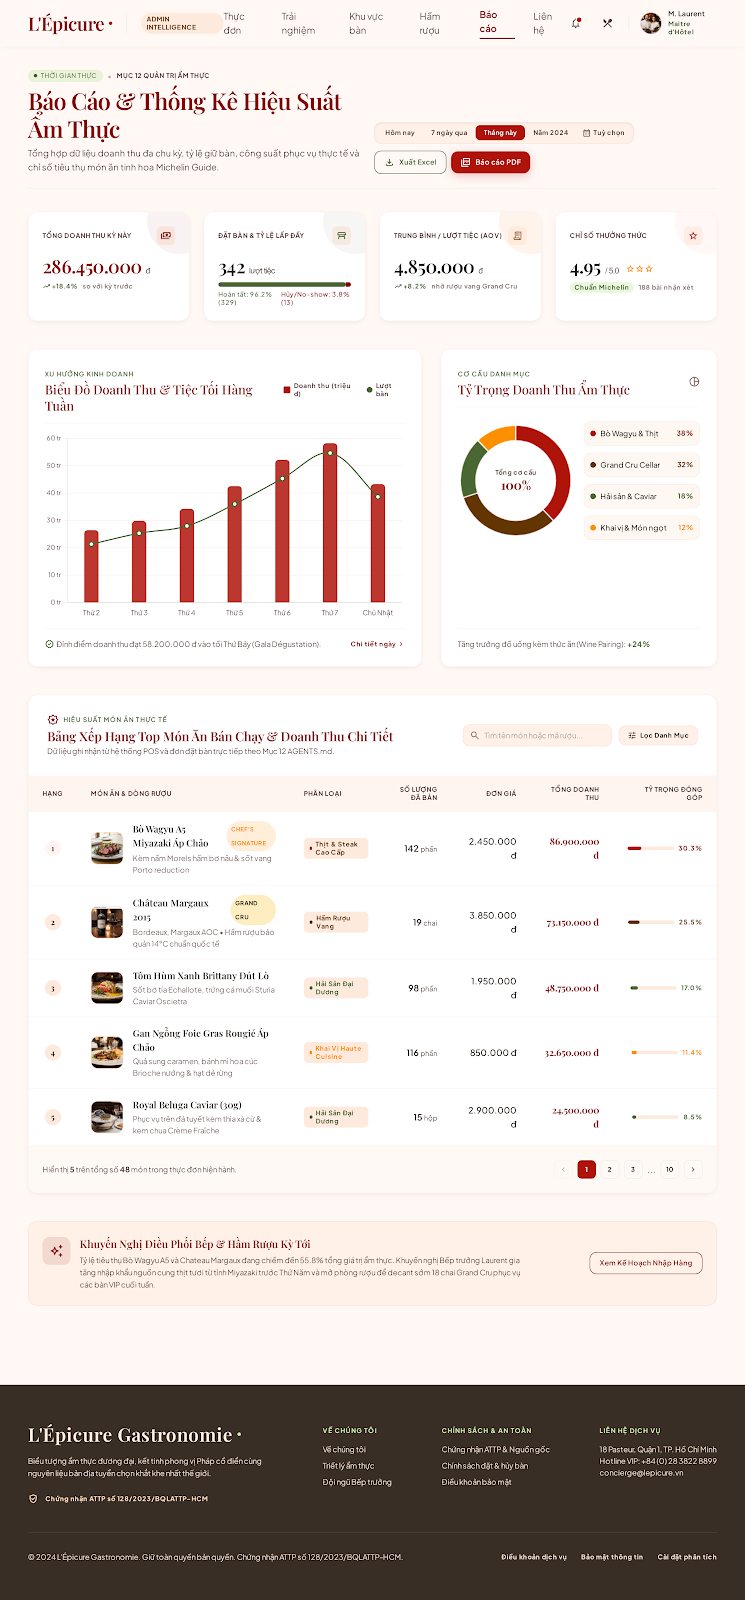 L'Épicure •
ADMIN INTELLIGENCE
Thực đơn
Trải nghiệm
Khu vực bàn
Hầm rượu
Báo cáo
Liên hệ
M. Laurent
Maître d'Hôtel
THỜI GIAN THỰC
MỤC 12 QUẢN TRỊ ẨM THỰC
Báo Cáo & Thống Kê Hiệu Suất
Ẩm Thực
Tổng hợp dữ liệu doanh thu đa chu kỳ, tỷ lệ giữ bàn, công suất phục vụ thực tế và
chỉ số tiêu thụ món ăn tinh hoa Michelin Guide.
Hôm nay
7 ngày qua
Tháng này
Năm 2024
Tuỳ chọn
Xuất Excel
Báo cáo PDF
TỔNG DOANH THU KỲ NÀY
286.450.000 đ
+18.4% so với kỳ trước
ĐẶT BÀN & TỶ LỆ LẤP ĐẦY
342 lượt tiệc
Hoàn tất: 96.2% (329)
Hủy/No-show: 3.8% (13)
TRUNG BÌNH / LƯỢT TIỆC (AOV)
4.850.000 đ
+8.2% nhờ rượu vang Grand Cru
CHỈ SỐ THƯỞNG THỨC
4.95 / 5.0
Chuẩn Michelin
188 bài nhận xét
XU HƯỚNG KINH DOANH
Biểu Đồ Doanh Thu & Tiệc Tối Hàng
Tuần
Doanh thu (triệu đ)
Lượt bàn
60 tr
50 tr
40 tr
30 tr
20 tr
10 tr
0 tr
Thứ 2
Thứ 3
Thứ 4
Thứ 5
Thứ 6
Thứ 7
Chủ Nhật
Đỉnh điểm doanh thu đạt 58.200.000 đ vào tối Thứ Bảy (Gala Dégustation).
Chi tiết ngày ›
CƠ CẤU DANH MỤC
Tỷ Trọng Doanh Thu Ẩm Thực
Tổng cơ cấu
100%
Bò Wagyu & Thịt 38%
Grand Cru Cellar 32%
Hải sản & Caviar 18%
Khai vị & Món ngọt 12%
Tăng trưởng đồ uống kèm thức ăn (Wine Pairing): +24%
HIỆU SUẤT MÓN ĂN THỰC TẾ
Bảng Xếp Hạng Top Món Ăn Bán Chạy & Doanh Thu Chi Tiết
Dữ liệu ghi nhận từ hệ thống POS và đơn đặt bàn trực tiếp theo Mục 12 AGENTS.md.
Tìm tên món hoặc mã rượu...
Lọc Danh Mục
HẠNG
MÓN ĂN & DÒNG RƯỢU
PHÂN LOẠI
SỐ LƯỢNG ĐÃ BÁN
ĐƠN GIÁ
TỔNG DOANH THU
TỶ TRỌNG ĐÓNG GÓP
1
Bò Wagyu A5
Miyazaki Áp Chảo
CHEF'S SIGNATURE
Kèm nấm Morels hầm bơ nâu & sốt vang
Porto reduction
Thịt & Steak Cao Cấp
142 phần
2.450.000 đ
86.900.000 đ
30.3%
2
Château Margaux
2015
GRAND CRU
Bordeaux, Margaux AOC • Hầm rượu bảo
quản 14°C chuẩn quốc tế
Hầm Rượu Vang
19 chai
3.850.000 đ
73.150.000 đ
25.5%
3
Tôm Hùm Xanh Brittany Đút Lò
Sốt bơ tía Echallote, trứng cá muối Sturia
Caviar Oscietra
Hải Sản Đại Dương
98 phần
1.950.000 đ
48.750.000 đ
17.0%
4
Gan Ngỗng Foie Gras Rougié Áp
Chảo
Quả sung caramen, bánh mì hoa cúc
Brioche nướng & hạt dẻ rừng
Khai Vị Haute Cuisine
116 phần
850.000 đ
32.650.000 đ
11.4%
5
Royal Beluga Caviar (30g)
Phục vụ trên đá tuyết kèm thìa xà cừ &
kem chua Crème Fraîche
Hải Sản Đại Dương
15 hộp
2.900.000 đ
24.500.000 đ
8.5%
Hiển thị 5 trên tổng số 48 món trong thực đơn hiện hành.
‹ 1 2 3 ... 10 ›
Khuyến Nghị Điều Phối Bếp & Hầm Rượu Kỳ Tới
Tỷ lệ tiêu thụ Bò Wagyu A5 và Chateau Margaux đang chiếm đến 55.8% tổng giá trị ẩm thực. Khuyến nghị Bếp trưởng Laurent gia
tăng nhập khẩu nguồn cung thịt tươi từ tỉnh Miyazaki trước Thứ Năm và mở phòng rượu để decant sớm 18 chai Grand Cru phục vụ
các bàn VIP cuối tuần.
Xem Kế Hoạch Nhập Hàng
L'Épicure Gastronomie •
Biểu tượng ẩm thực đương đại, kết tinh phong vị Pháp cổ điển cùng
nguyên liệu bản địa tuyển chọn khắt khe nhất thế giới.
Chứng nhận ATTP số 128/2023/BQLATTP-HCM
VỀ CHÚNG TÔI
Về chúng tôi
Triết lý ẩm thực
Đội ngũ Bếp trưởng
CHÍNH SÁCH & AN TOÀN
Chứng nhận ATTP & Nguồn gốc
Chính sách đặt & hủy bàn
Điều khoản bảo mật
LIÊN HỆ DỊCH VỤ
18 Pasteur, Quận 1, TP. Hồ Chí Minh
Hotline VIP: +84 (0) 28 3822 8899
concierge@lepicure.vn
© 2024 L'Épicure Gastronomie. Giữ toàn quyền bản quyền. Chứng nhận ATTP số 128/2023/BQLATTP-HCM.
Điều khoản dịch vụ
Bảo mật thông tin
Cài đặt phân tích